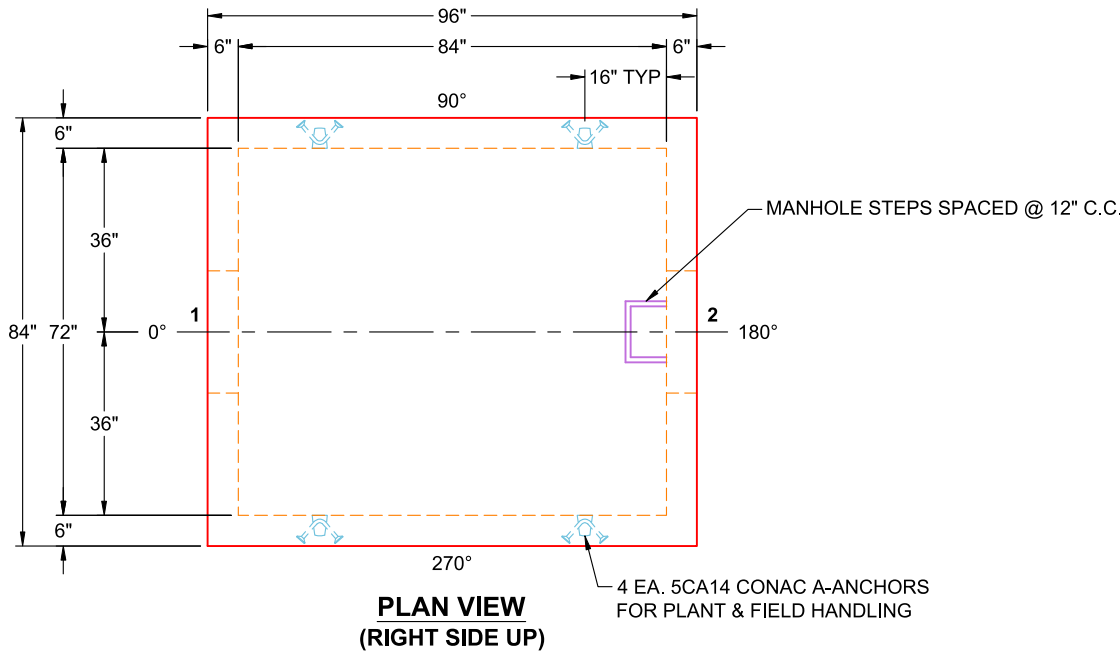 96"
6"
84"
6"
16" TYP
90°
6"
MANHOLE STEPS SPACED @ 12" C.C.
36"
84"
72"
0°
1
2
180°
36"
6"
270°
4 EA. 5CA14 CONAC A-ANCHORS
FOR PLANT & FIELD HANDLING
PLAN VIEW
(RIGHT SIDE UP)